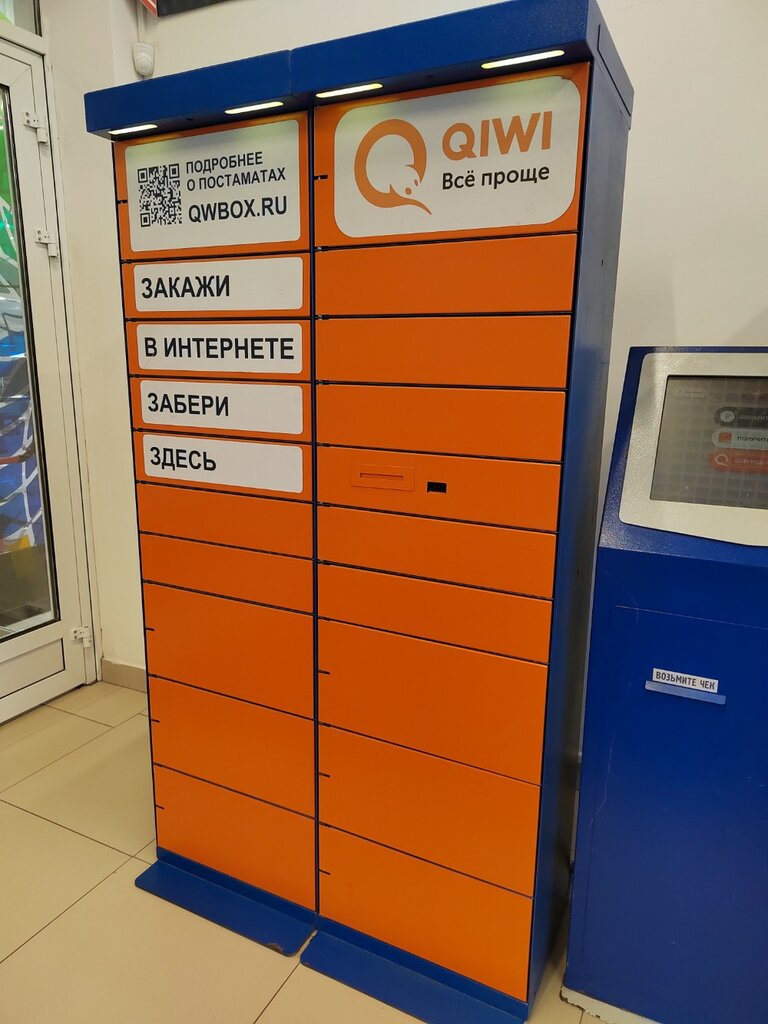 ПОДРОБНЕЕ
О ПОСТАМАТАХ
QWBOX.RU
QIWI
Всё проще
ЗАКАЖИ
В ИНТЕРНЕТЕ
ЗАБЕРИ
ЗДЕСЬ
ВОЗЬМИТЕ ЧЕК